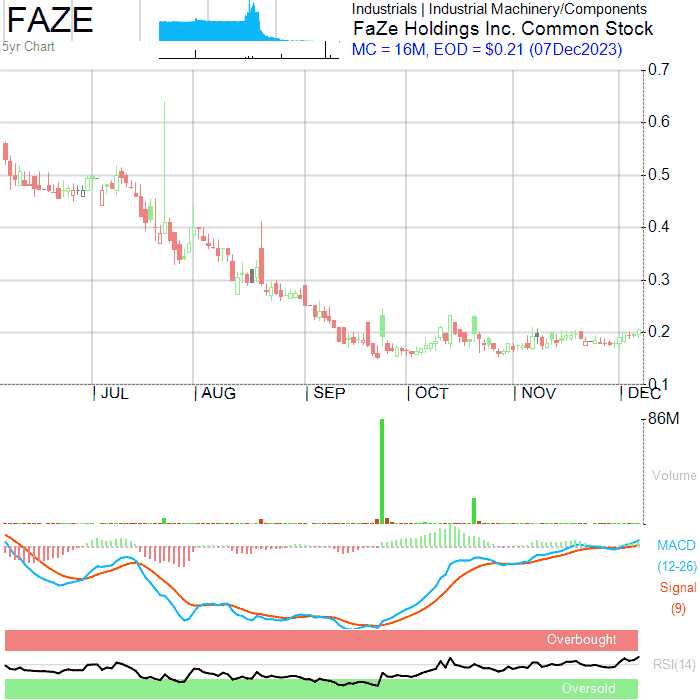 FAZE
5yr Chart
Industrials | Industrial Machinery/Components
FaZe Holdings Inc. Common Stock
MC = 16M, EOD = $0.21 (07Dec2023)
0.7
0.6
0.5
0.4
0.3
0.2
0.1
| JUL | AUG | SEP | OCT | NOV | DEC
86M
Volume
MACD
(12-26)
Signal
(9)
Overbought
RSI(14)
Oversold